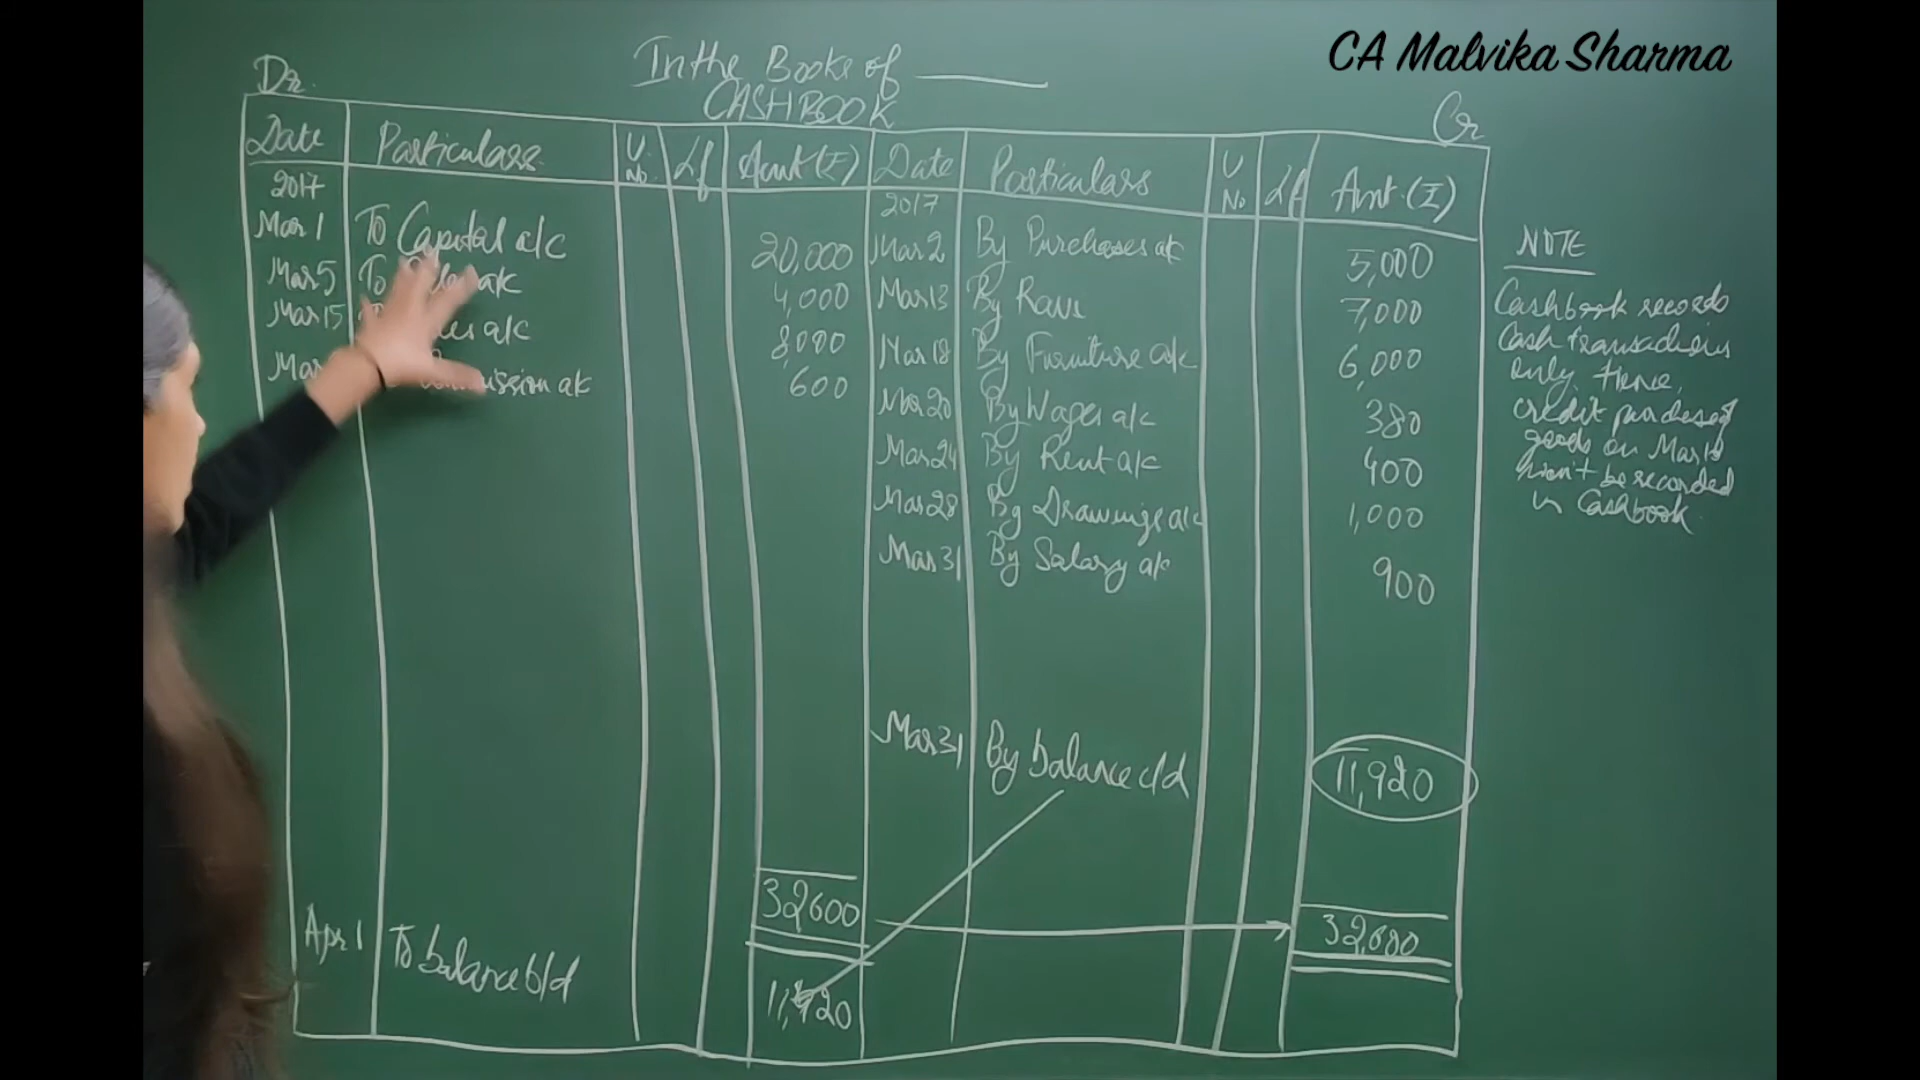 CA Malvika Sharma
In the Books of
CASHBOOK
Dr.
Cr
Date Particulars V. No. Lf Amt (₹) Date Particulars V No Lf Amt. (₹)
2017 2017
Mar 1 To Capital a/c 20,000 Mar 2 By Purchases a/c 5,000
Mar 5 To a/c 4,000 Mar 13 By 7,000
Mar 15 a/c 8,000 Mar 18 By Furniture a/c 6,000
Mar ission a/c 600 Mar 20 By Wages a/c 380
Mar 24 By Rent a/c 400
Mar 28 By Drawings a/c 1,000
Mar 31 By Salary a/c 900
Mar 31 By balance c/d 11,920
32600 32,600
Apr 1 To balance b/d 11,920
NOTE
Cashbook records
Cash transactions
only. Hence,
credit purchase of
goods on Mar 10
won't be recorded
in Cashbook.